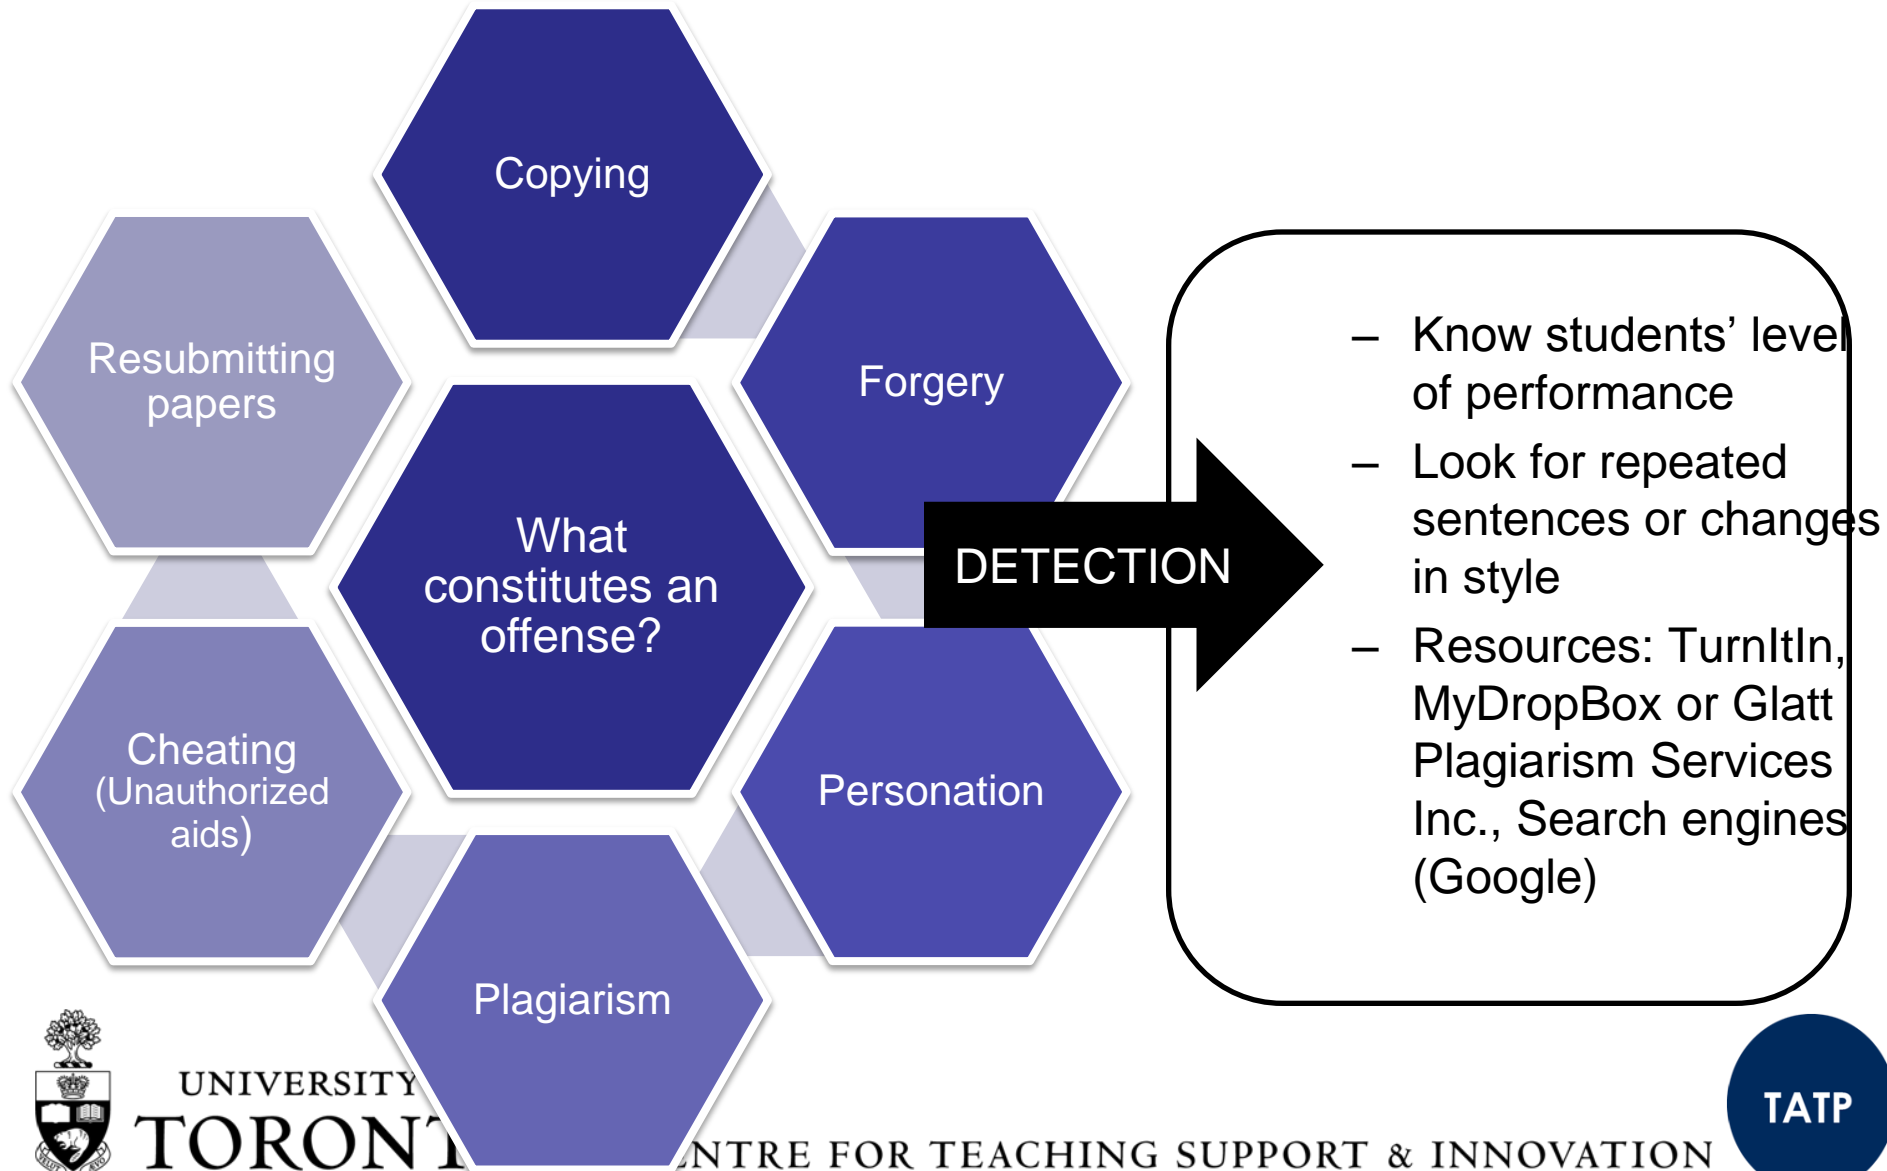 Copying
Forgery
Personation
Plagiarism
Cheating
(Unauthorized
aids)
Resubmitting
papers
What
constitutes an
offense?
DETECTION
– Know students’ level
of performance
– Look for repeated
sentences or changes
in style
– Resources: TurnItIn,
MyDropBox or Glatt
Plagiarism Services
Inc., Search engines
(Google)
UNIVERSITY
TORONT
ENTRE FOR TEACHING SUPPORT & INNOVATION
TATP